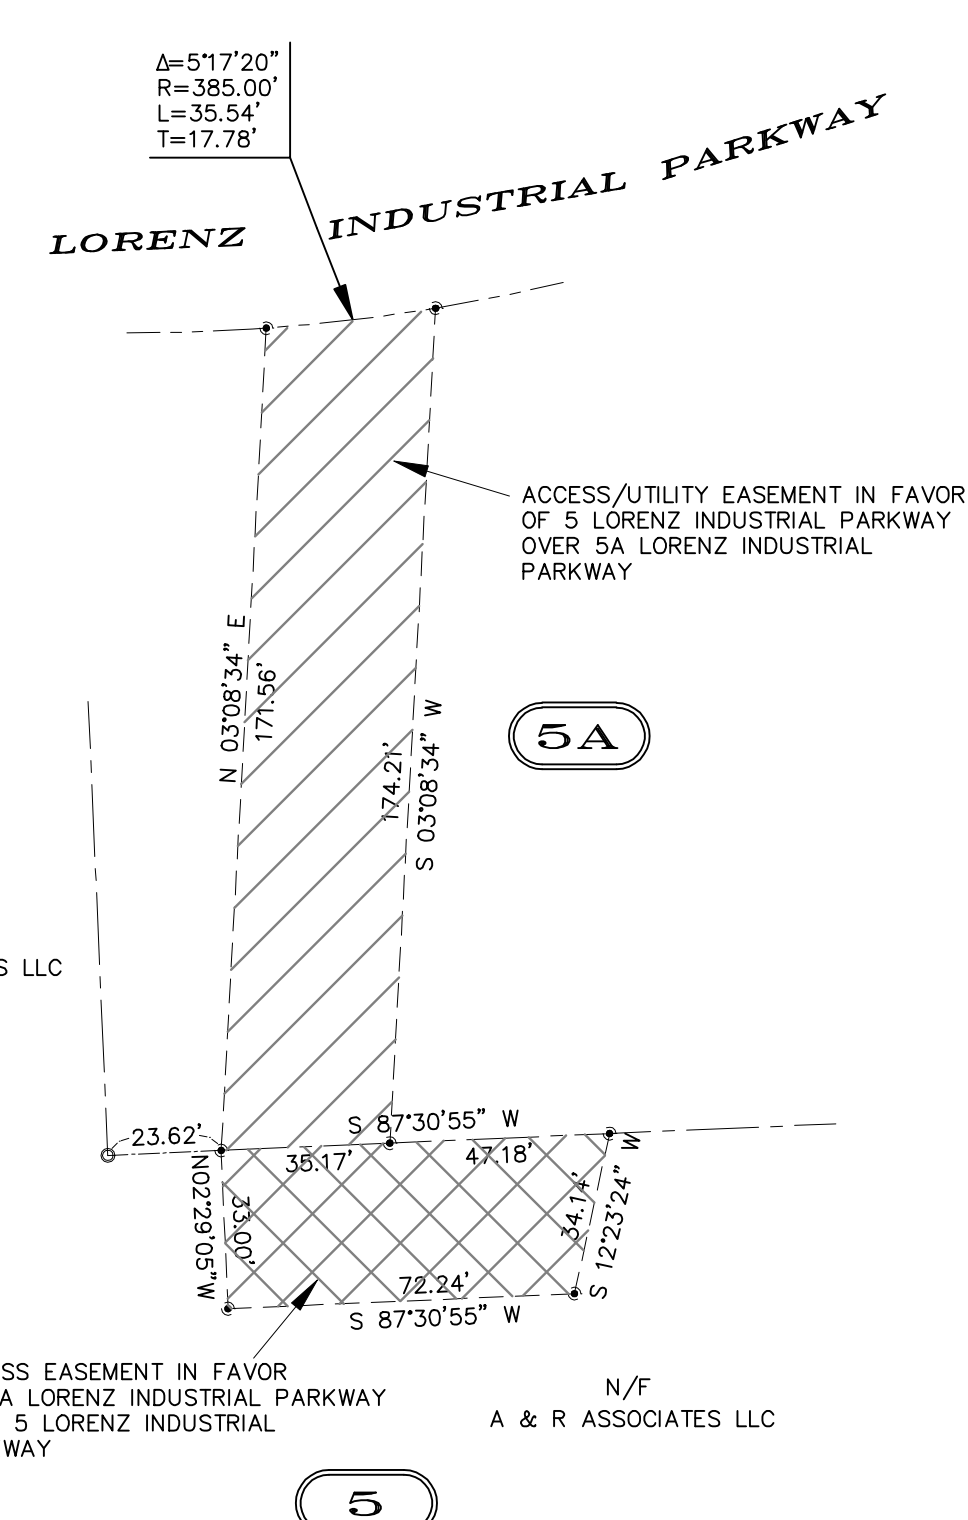 Δ=5°17'20"
R=385.00'
L=35.54'
T=17.78'
LORENZ INDUSTRIAL PARKWAY
ACCESS/UTILITY EASEMENT IN FAVOR
OF 5 LORENZ INDUSTRIAL PARKWAY
OVER 5A LORENZ INDUSTRIAL
PARKWAY
N 03°08'34" E
171.56'
174.21'
S 03°08'34" W
5A
S LLC
23.62'
S 87°30'55" W
35.17'
47.18'
N02°29'05"W
33.00'
34.14'
S 12°23'24" W
72.24'
S 87°30'55" W
SS EASEMENT IN FAVOR
A LORENZ INDUSTRIAL PARKWAY
5 LORENZ INDUSTRIAL
WAY
N/F
A & R ASSOCIATES LLC
5